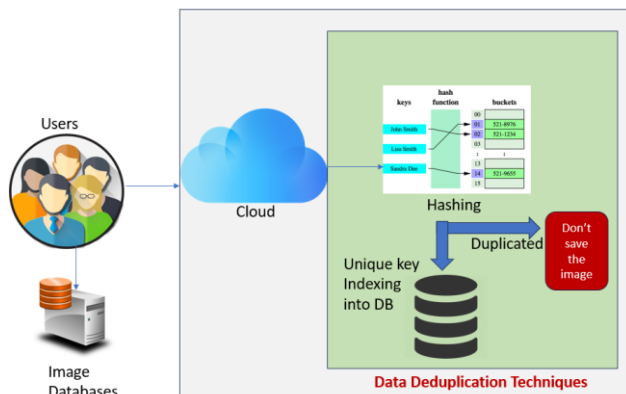 Users
Image
Databases
Cloud
keys
hash
function
buckets
John Smith
Lisa Smith
Sandra Dee
00
01
521-8976
02
521-1234
03
13
14
521-9655
15
Hashing
Duplicated
Don't
save
the
image
Unique key
Indexing
into DB
Data Deduplication Techniques